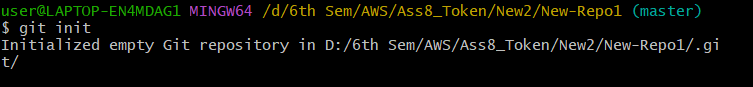 user@LAPTOP-EN4MDAG1 MINGW64 /d/6th Sem/AWS/Ass8_Token/New2/New-Repo1 (master)
$ git init
Initialized empty Git repository in D:/6th Sem/AWS/Ass8_Token/New2/New-Repo1/.gi
t/